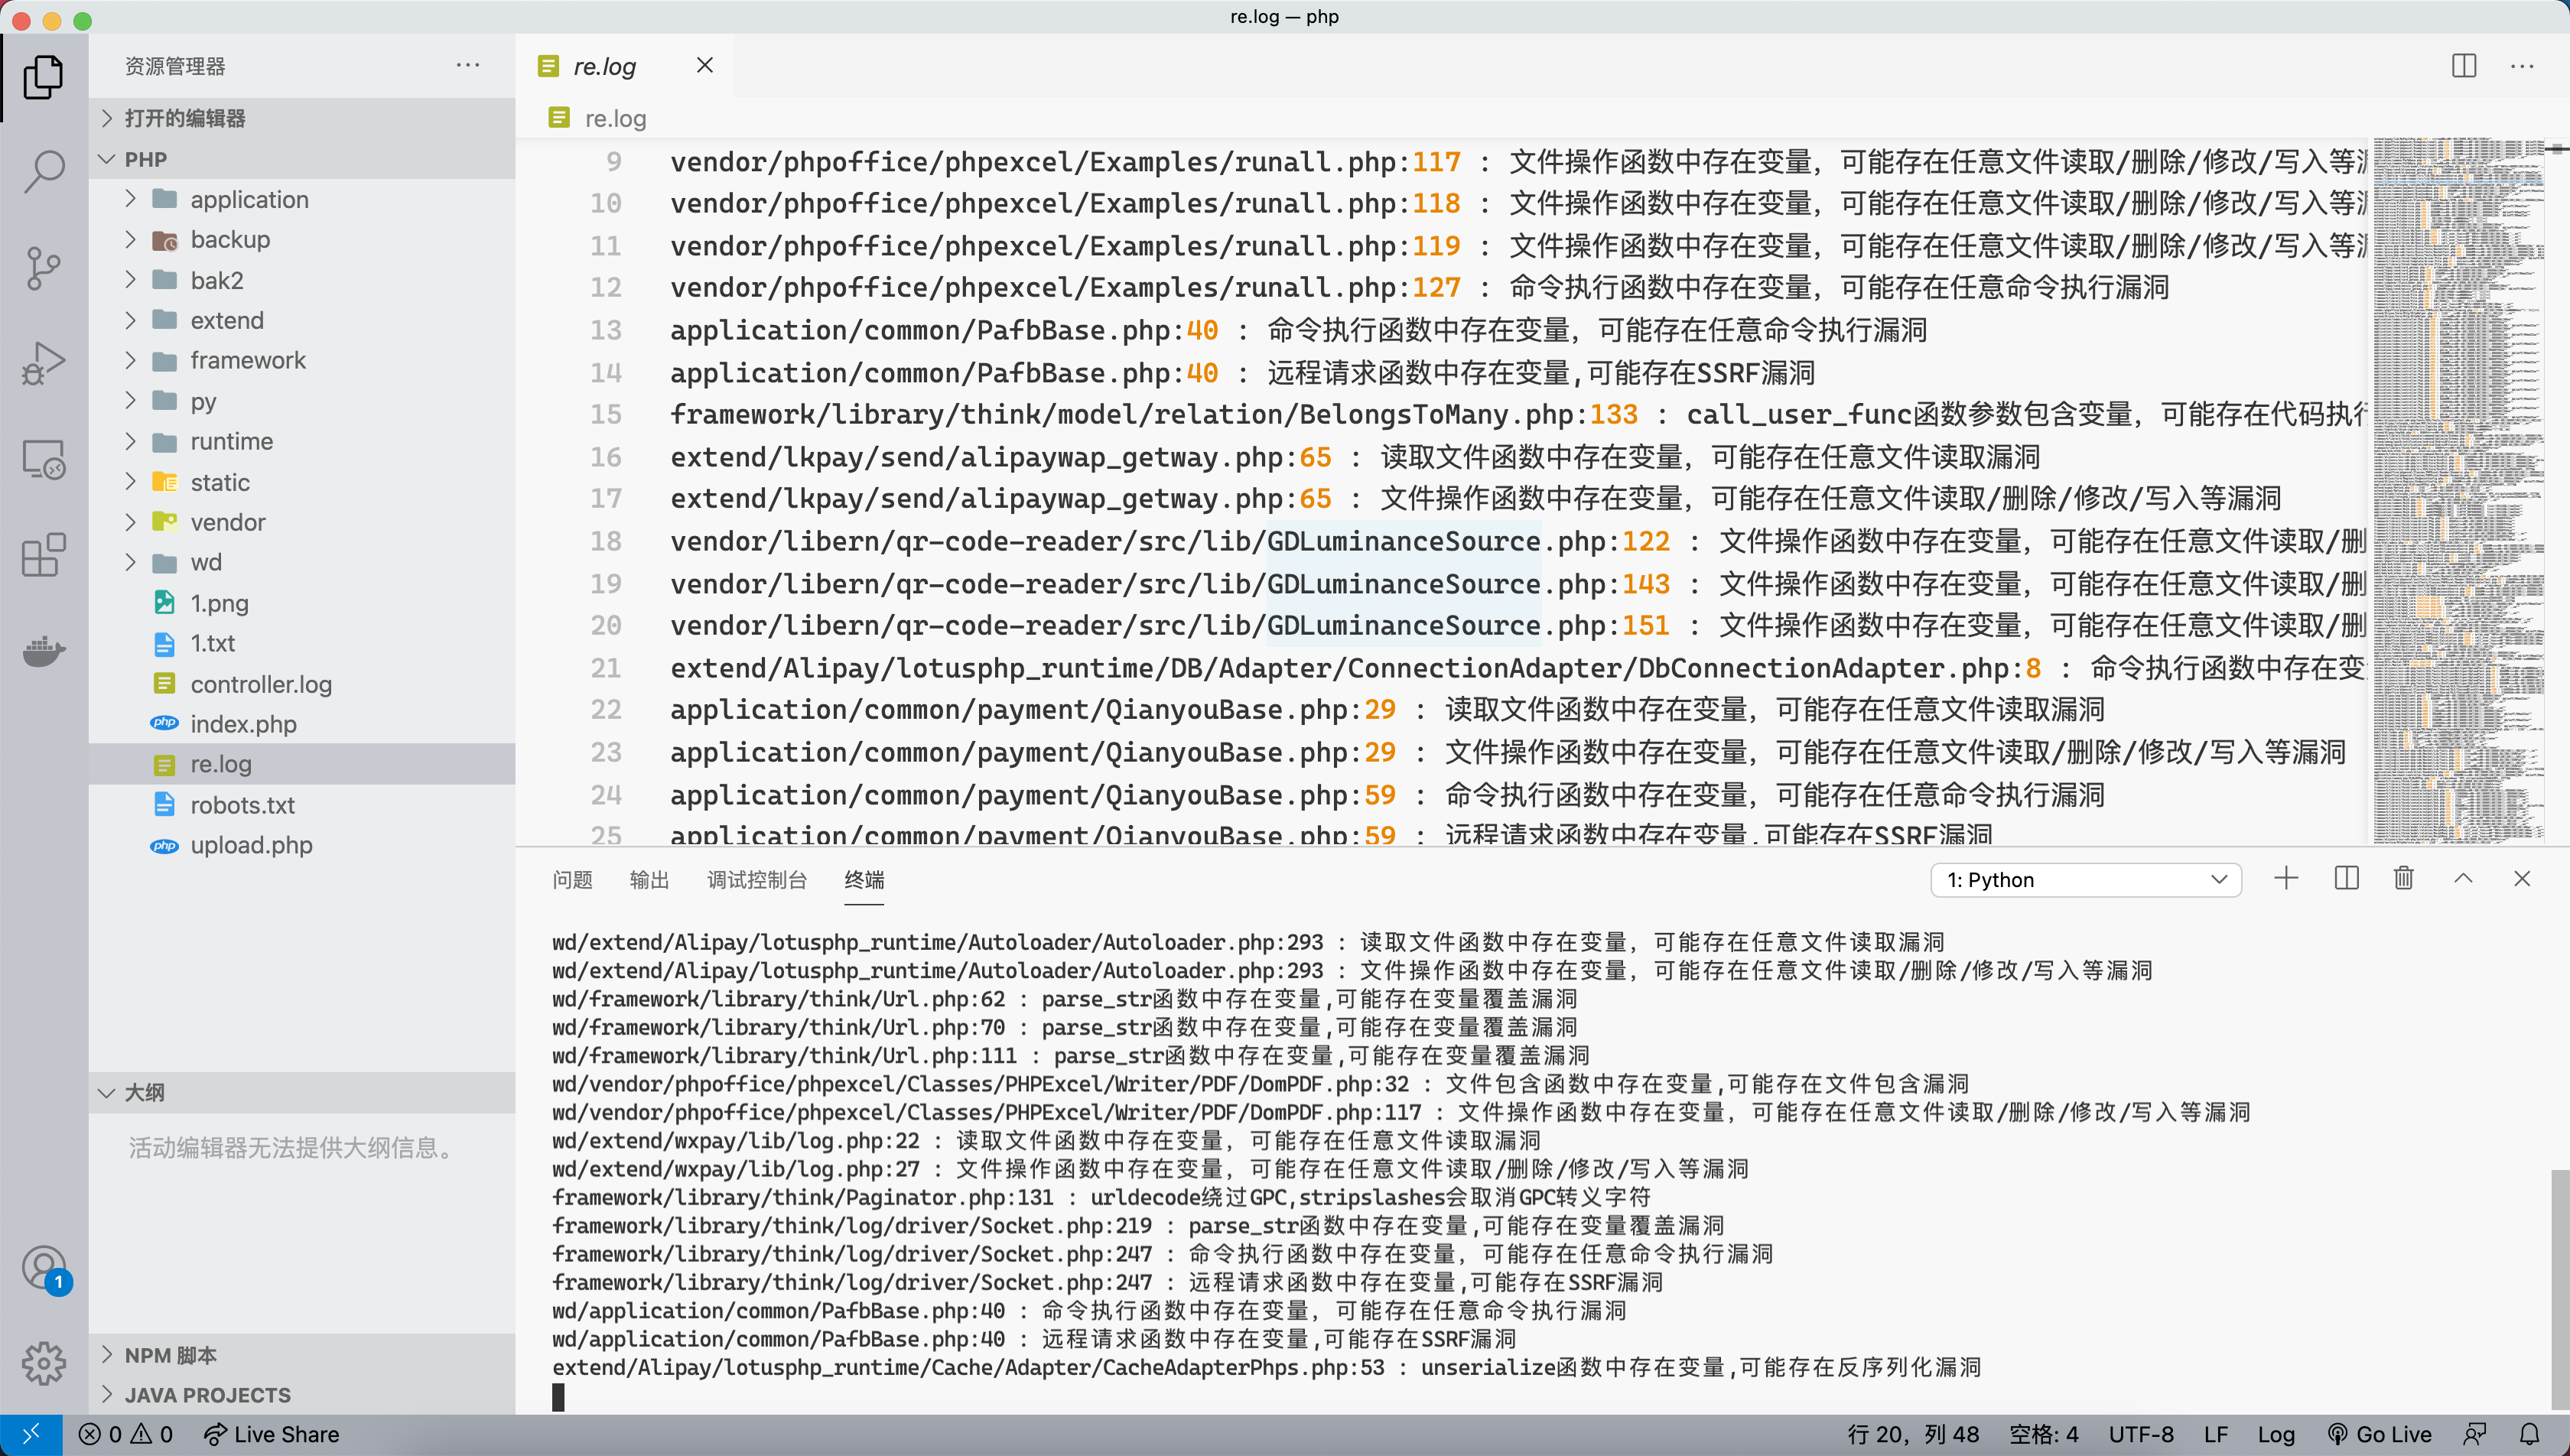 re.log — php
资源管理器
打开的编辑器
PHP
application
backup
bak2
extend
framework
py
runtime
static
vendor
wd
1.png
1.txt
controller.log
index.php
re.log
robots.txt
upload.php
大纲
活动编辑器无法提供大纲信息。
NPM 脚本
JAVA PROJECTS
1
re.log
re.log
9 vendor/phpoffice/phpexcel/Examples/runall.php:117 : 文件操作函数中存在变量，可能存在任意文件读取/删除/修改/写入等漏
10 vendor/phpoffice/phpexcel/Examples/runall.php:118 : 文件操作函数中存在变量，可能存在任意文件读取/删除/修改/写入等漏
11 vendor/phpoffice/phpexcel/Examples/runall.php:119 : 文件操作函数中存在变量，可能存在任意文件读取/删除/修改/写入等漏
12 vendor/phpoffice/phpexcel/Examples/runall.php:127 : 命令执行函数中存在变量，可能存在任意命令执行漏洞
13 application/common/PafbBase.php:40 : 命令执行函数中存在变量，可能存在任意命令执行漏洞
14 application/common/PafbBase.php:40 : 远程请求函数中存在变量,可能存在SSRF漏洞
15 framework/library/think/model/relation/BelongsToMany.php:133 : call_user_func函数参数包含变量，可能存在代码执行
16 extend/lkpay/send/alipaywap_getway.php:65 : 读取文件函数中存在变量，可能存在任意文件读取漏洞
17 extend/lkpay/send/alipaywap_getway.php:65 : 文件操作函数中存在变量，可能存在任意文件读取/删除/修改/写入等漏洞
18 vendor/libern/qr-code-reader/src/lib/GDLuminanceSource.php:122 : 文件操作函数中存在变量，可能存在任意文件读取/删
19 vendor/libern/qr-code-reader/src/lib/GDLuminanceSource.php:143 : 文件操作函数中存在变量，可能存在任意文件读取/删
20 vendor/libern/qr-code-reader/src/lib/GDLuminanceSource.php:151 : 文件操作函数中存在变量，可能存在任意文件读取/删
21 extend/Alipay/lotusphp_runtime/DB/Adapter/ConnectionAdapter/DbConnectionAdapter.php:8 : 命令执行函数中存在变
22 application/common/payment/QianyouBase.php:29 : 读取文件函数中存在变量，可能存在任意文件读取漏洞
23 application/common/payment/QianyouBase.php:29 : 文件操作函数中存在变量，可能存在任意文件读取/删除/修改/写入等漏洞
24 application/common/payment/QianyouBase.php:59 : 命令执行函数中存在变量，可能存在任意命令执行漏洞
25 application/common/payment/QianyouBase.php:59 : 远程请求函数中存在变量,可能存在SSRF漏洞
问题 输出 调试控制台 终端 1: Python
wd/extend/Alipay/lotusphp_runtime/Autoloader/Autoloader.php:293 : 读取文件函数中存在变量，可能存在任意文件读取漏洞
wd/extend/Alipay/lotusphp_runtime/Autoloader/Autoloader.php:293 : 文件操作函数中存在变量，可能存在任意文件读取/删除/修改/写入等漏洞
wd/framework/library/think/Url.php:62 : parse_str函数中存在变量,可能存在变量覆盖漏洞
wd/framework/library/think/Url.php:70 : parse_str函数中存在变量,可能存在变量覆盖漏洞
wd/framework/library/think/Url.php:111 : parse_str函数中存在变量,可能存在变量覆盖漏洞
wd/vendor/phpoffice/phpexcel/Classes/PHPExcel/Writer/PDF/DomPDF.php:32 : 文件包含函数中存在变量,可能存在文件包含漏洞
wd/vendor/phpoffice/phpexcel/Classes/PHPExcel/Writer/PDF/DomPDF.php:117 : 文件操作函数中存在变量，可能存在任意文件读取/删除/修改/写入等漏洞
wd/extend/wxpay/lib/log.php:22 : 读取文件函数中存在变量，可能存在任意文件读取漏洞
wd/extend/wxpay/lib/log.php:27 : 文件操作函数中存在变量，可能存在任意文件读取/删除/修改/写入等漏洞
framework/library/think/Paginator.php:131 : urldecode绕过GPC,stripslashes会取消GPC转义字符
framework/library/think/log/driver/Socket.php:219 : parse_str函数中存在变量,可能存在变量覆盖漏洞
framework/library/think/log/driver/Socket.php:247 : 命令执行函数中存在变量，可能存在任意命令执行漏洞
framework/library/think/log/driver/Socket.php:247 : 远程请求函数中存在变量,可能存在SSRF漏洞
wd/application/common/PafbBase.php:40 : 命令执行函数中存在变量，可能存在任意命令执行漏洞
wd/application/common/PafbBase.php:40 : 远程请求函数中存在变量,可能存在SSRF漏洞
extend/Alipay/lotusphp_runtime/Cache/Adapter/CacheAdapterPhps.php:53 : unserialize函数中存在变量,可能存在反序列化漏洞
0 0 Live Share 行 20，列 48 空格: 4 UTF-8 LF Log Go Live